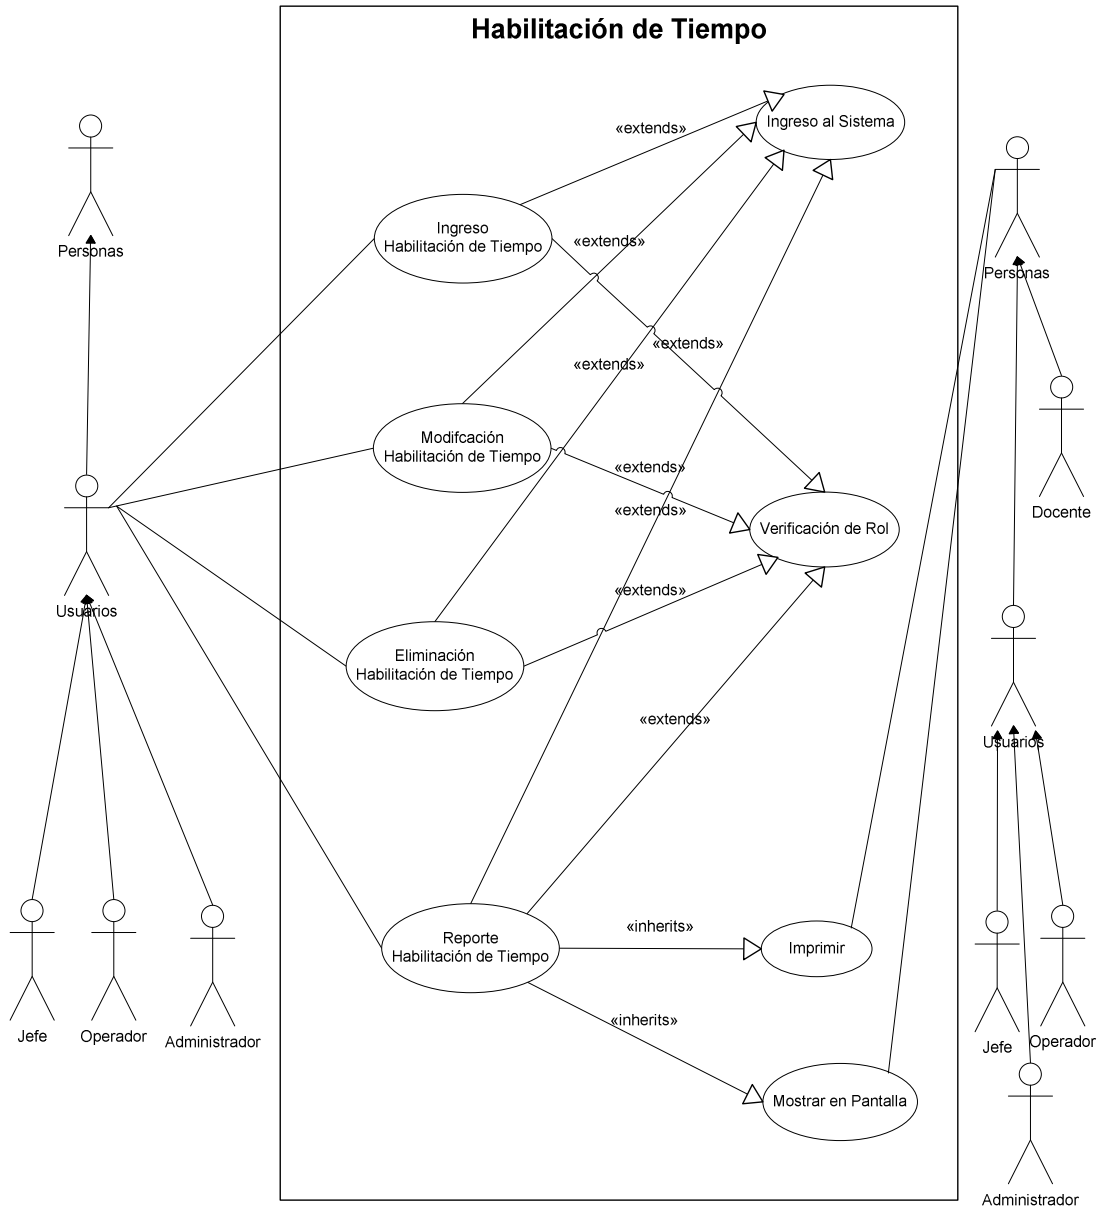 Habilitación de Tiempo
Ingreso al Sistema
«extends»
Ingreso
Habilitación de Tiempo
«extends»
Personas
Personas
«extends»
«extends»
Docente
Modifcación
Habilitación de Tiempo
«extends»
«extends»
Verificación de Rol
Usuarios
«extends»
Eliminación
Habilitación de Tiempo
«extends»
Usuarios
Reporte
Habilitación de Tiempo
«inherits»
Imprimir
Jefe
Operador
Administrador
«inherits»
Jefe
Operador
Mostrar en Pantalla
Administrador